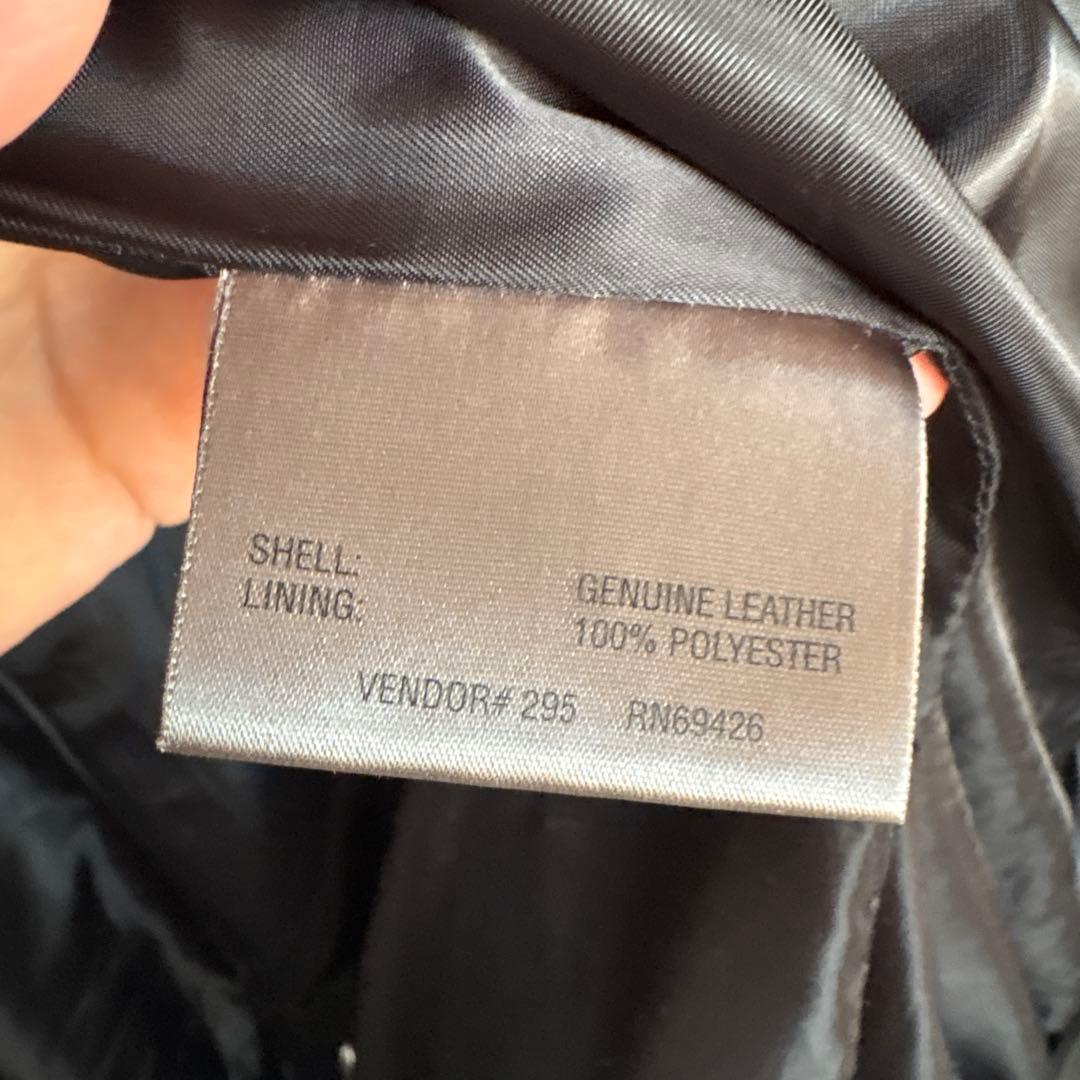 SHELL: GENUINE LEATHER
LINING: 100% POLYESTER
VENDOR# 295 RN69426